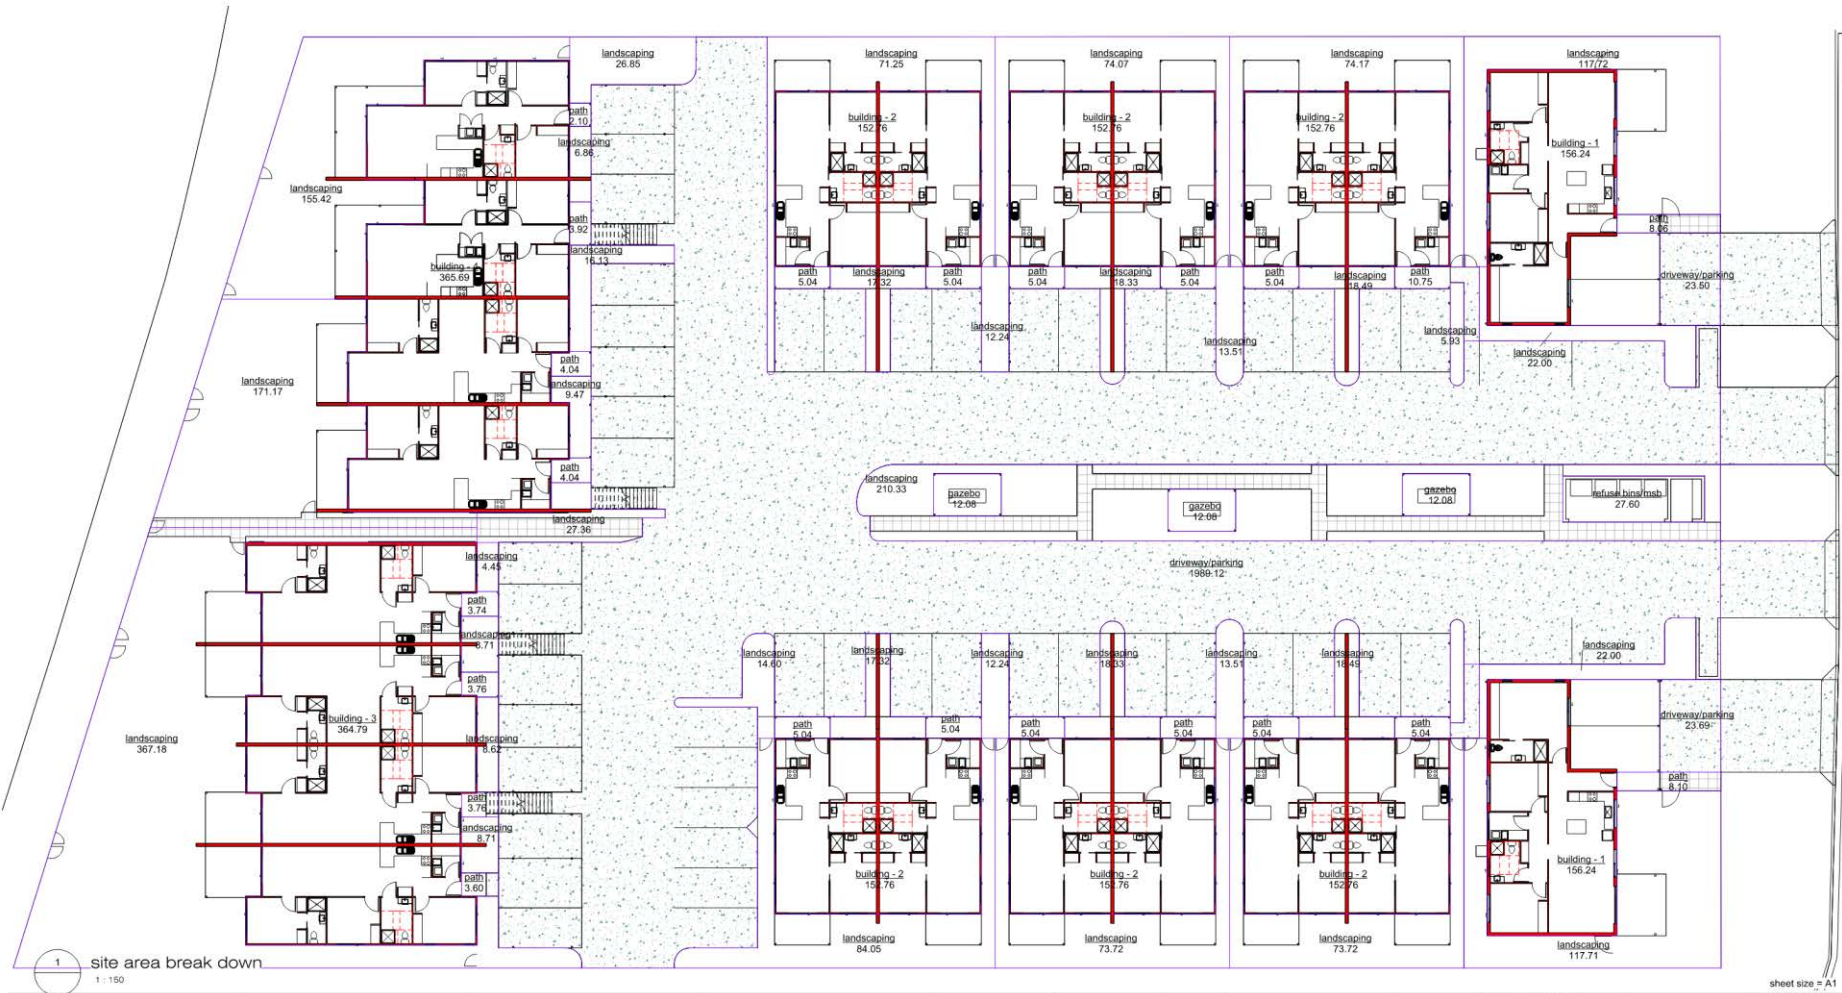 landscaping
26.85
landscaping
71.25
landscaping
74.07
landscaping
74.17
landscaping
117.72
path
2.10
building - 2
152.76
building - 2
152.76
building - 2
152.76
building - 1
156.24
landscaping
6.86
landscaping
155.42
path
3.92
landscaping
16.13
building - 4
365.69
path
8.06
path
5.04
landscaping
17.32
path
5.04
path
5.04
landscaping
18.33
path
5.04
path
5.04
landscaping
18.49
path
10.75
driveway/parking
23.50
landscaping
12.24
landscaping
13.51
landscaping
5.93
landscaping
22.00
path
4.04
landscaping
9.47
landscaping
171.17
path
4.04
landscaping
210.33
gazebo
12.08
gazebo
12.08
gazebo
12.08
refuse bins/msb
27.60
landscaping
27.36
landscaping
4.45
driveway/parking
1989.12
path
3.74
landscaping
8.71
path
3.76
landscaping
14.60
landscaping
17.32
landscaping
12.24
landscaping
18.33
landscaping
13.51
landscaping
18.49
landscaping
22.00
building - 3
364.79
landscaping
367.18
landscaping
8.62
path
5.04
path
5.04
path
5.04
path
5.04
path
5.04
path
5.04
driveway/parking
23.69
path
8.10
path
3.76
landscaping
8.71
path
3.60
building - 2
152.76
building - 2
152.76
building - 2
152.76
building - 1
156.24
landscaping
84.05
landscaping
73.72
landscaping
73.72
landscaping
117.71
1
site area break down
1 : 150
sheet size = A1